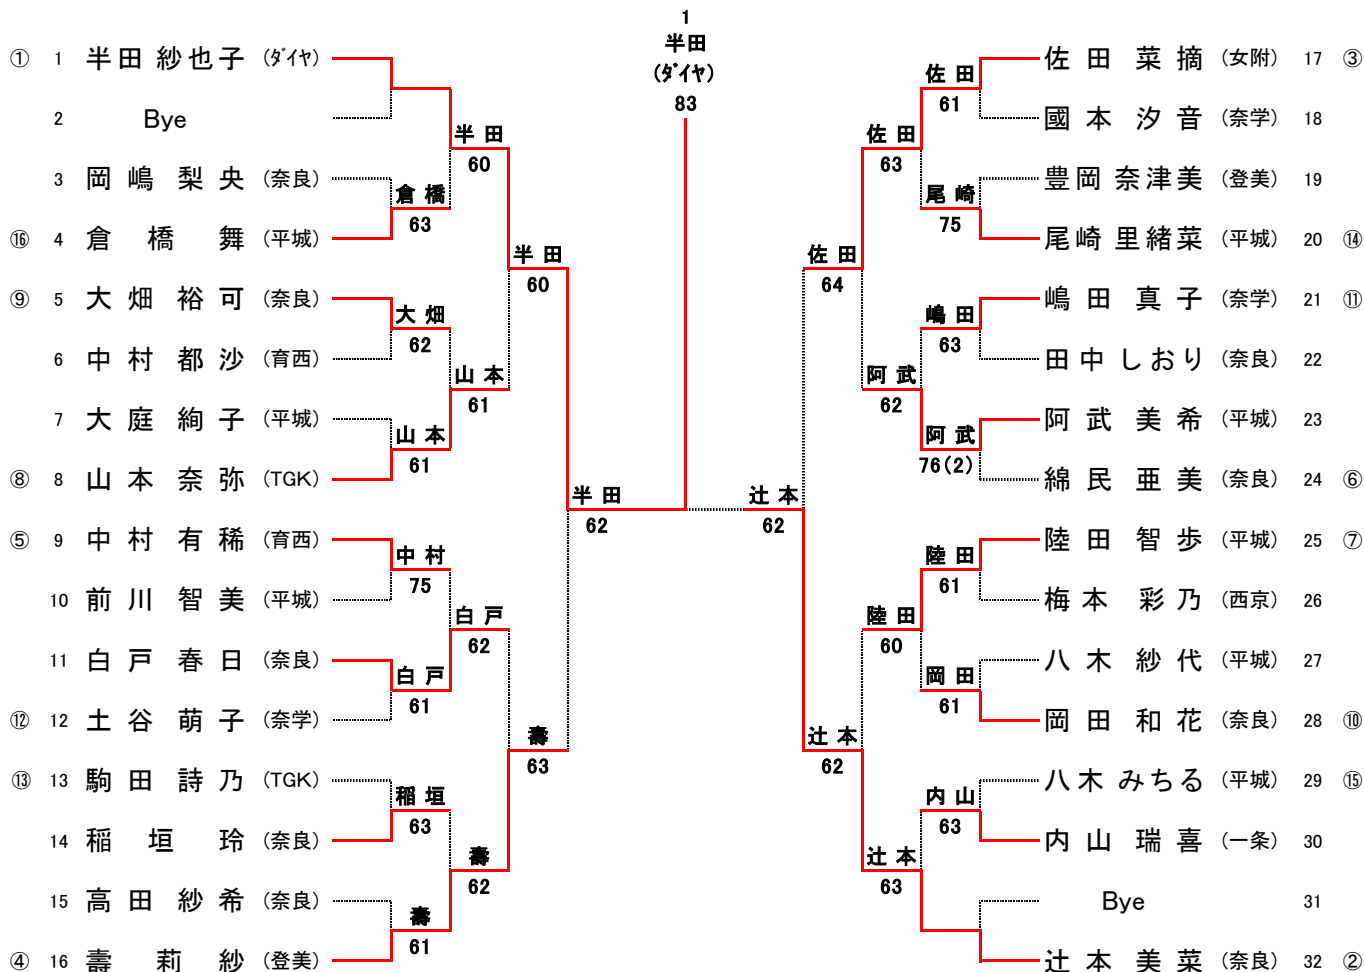 1
半田
(ダイヤ)
83
① 1 半田 紗也子 (ダイヤ)
2 Bye
3 岡嶋 梨央 (奈良)
⑯ 4 倉橋 舞 (平城)
⑨ 5 大畑 裕可 (奈良)
6 中村 都沙 (育西)
7 大庭 絢子 (平城)
⑧ 8 山本 奈弥 (TGK)
⑤ 9 中村 有稀 (育西)
10 前川 智美 (平城)
11 白戸 春日 (奈良)
⑫ 12 土谷 萌子 (奈学)
⑬ 13 駒田 詩乃 (TGK)
14 稲垣 玲 (奈良)
15 高田 紗希 (奈良)
④ 16 壽 莉紗 (登美)
倉橋
63
大畑
62
山本
61
中村
75
白戸
61
稲垣
63
壽
61
半田
60
山本
61
白戸
62
壽
62
半田
60
壽
63
半田
62
辻本
62
佐田
64
辻本
62
佐田
63
阿武
62
陸田
60
辻本
63
佐田
61
尾崎
75
嶋田
63
阿武
76(2)
陸田
61
岡田
61
内山
63
佐田 菜摘 (女附) 17 ③
國本 汐音 (奈学) 18
豊岡 奈津美 (登美) 19
尾崎 里緒菜 (平城) 20 ⑭
嶋田 真子 (奈学) 21 ⑪
田中 しおり (奈良) 22
阿武 美希 (平城) 23
綿民 亜美 (奈良) 24 ⑥
陸田 智歩 (平城) 25 ⑦
梅本 彩乃 (西京) 26
八木 紗代 (平城) 27
岡田 和花 (奈良) 28 ⑩
八木 みちる (平城) 29 ⑮
内山 瑞喜 (一条) 30
Bye 31
辻本 美菜 (奈良) 32 ②